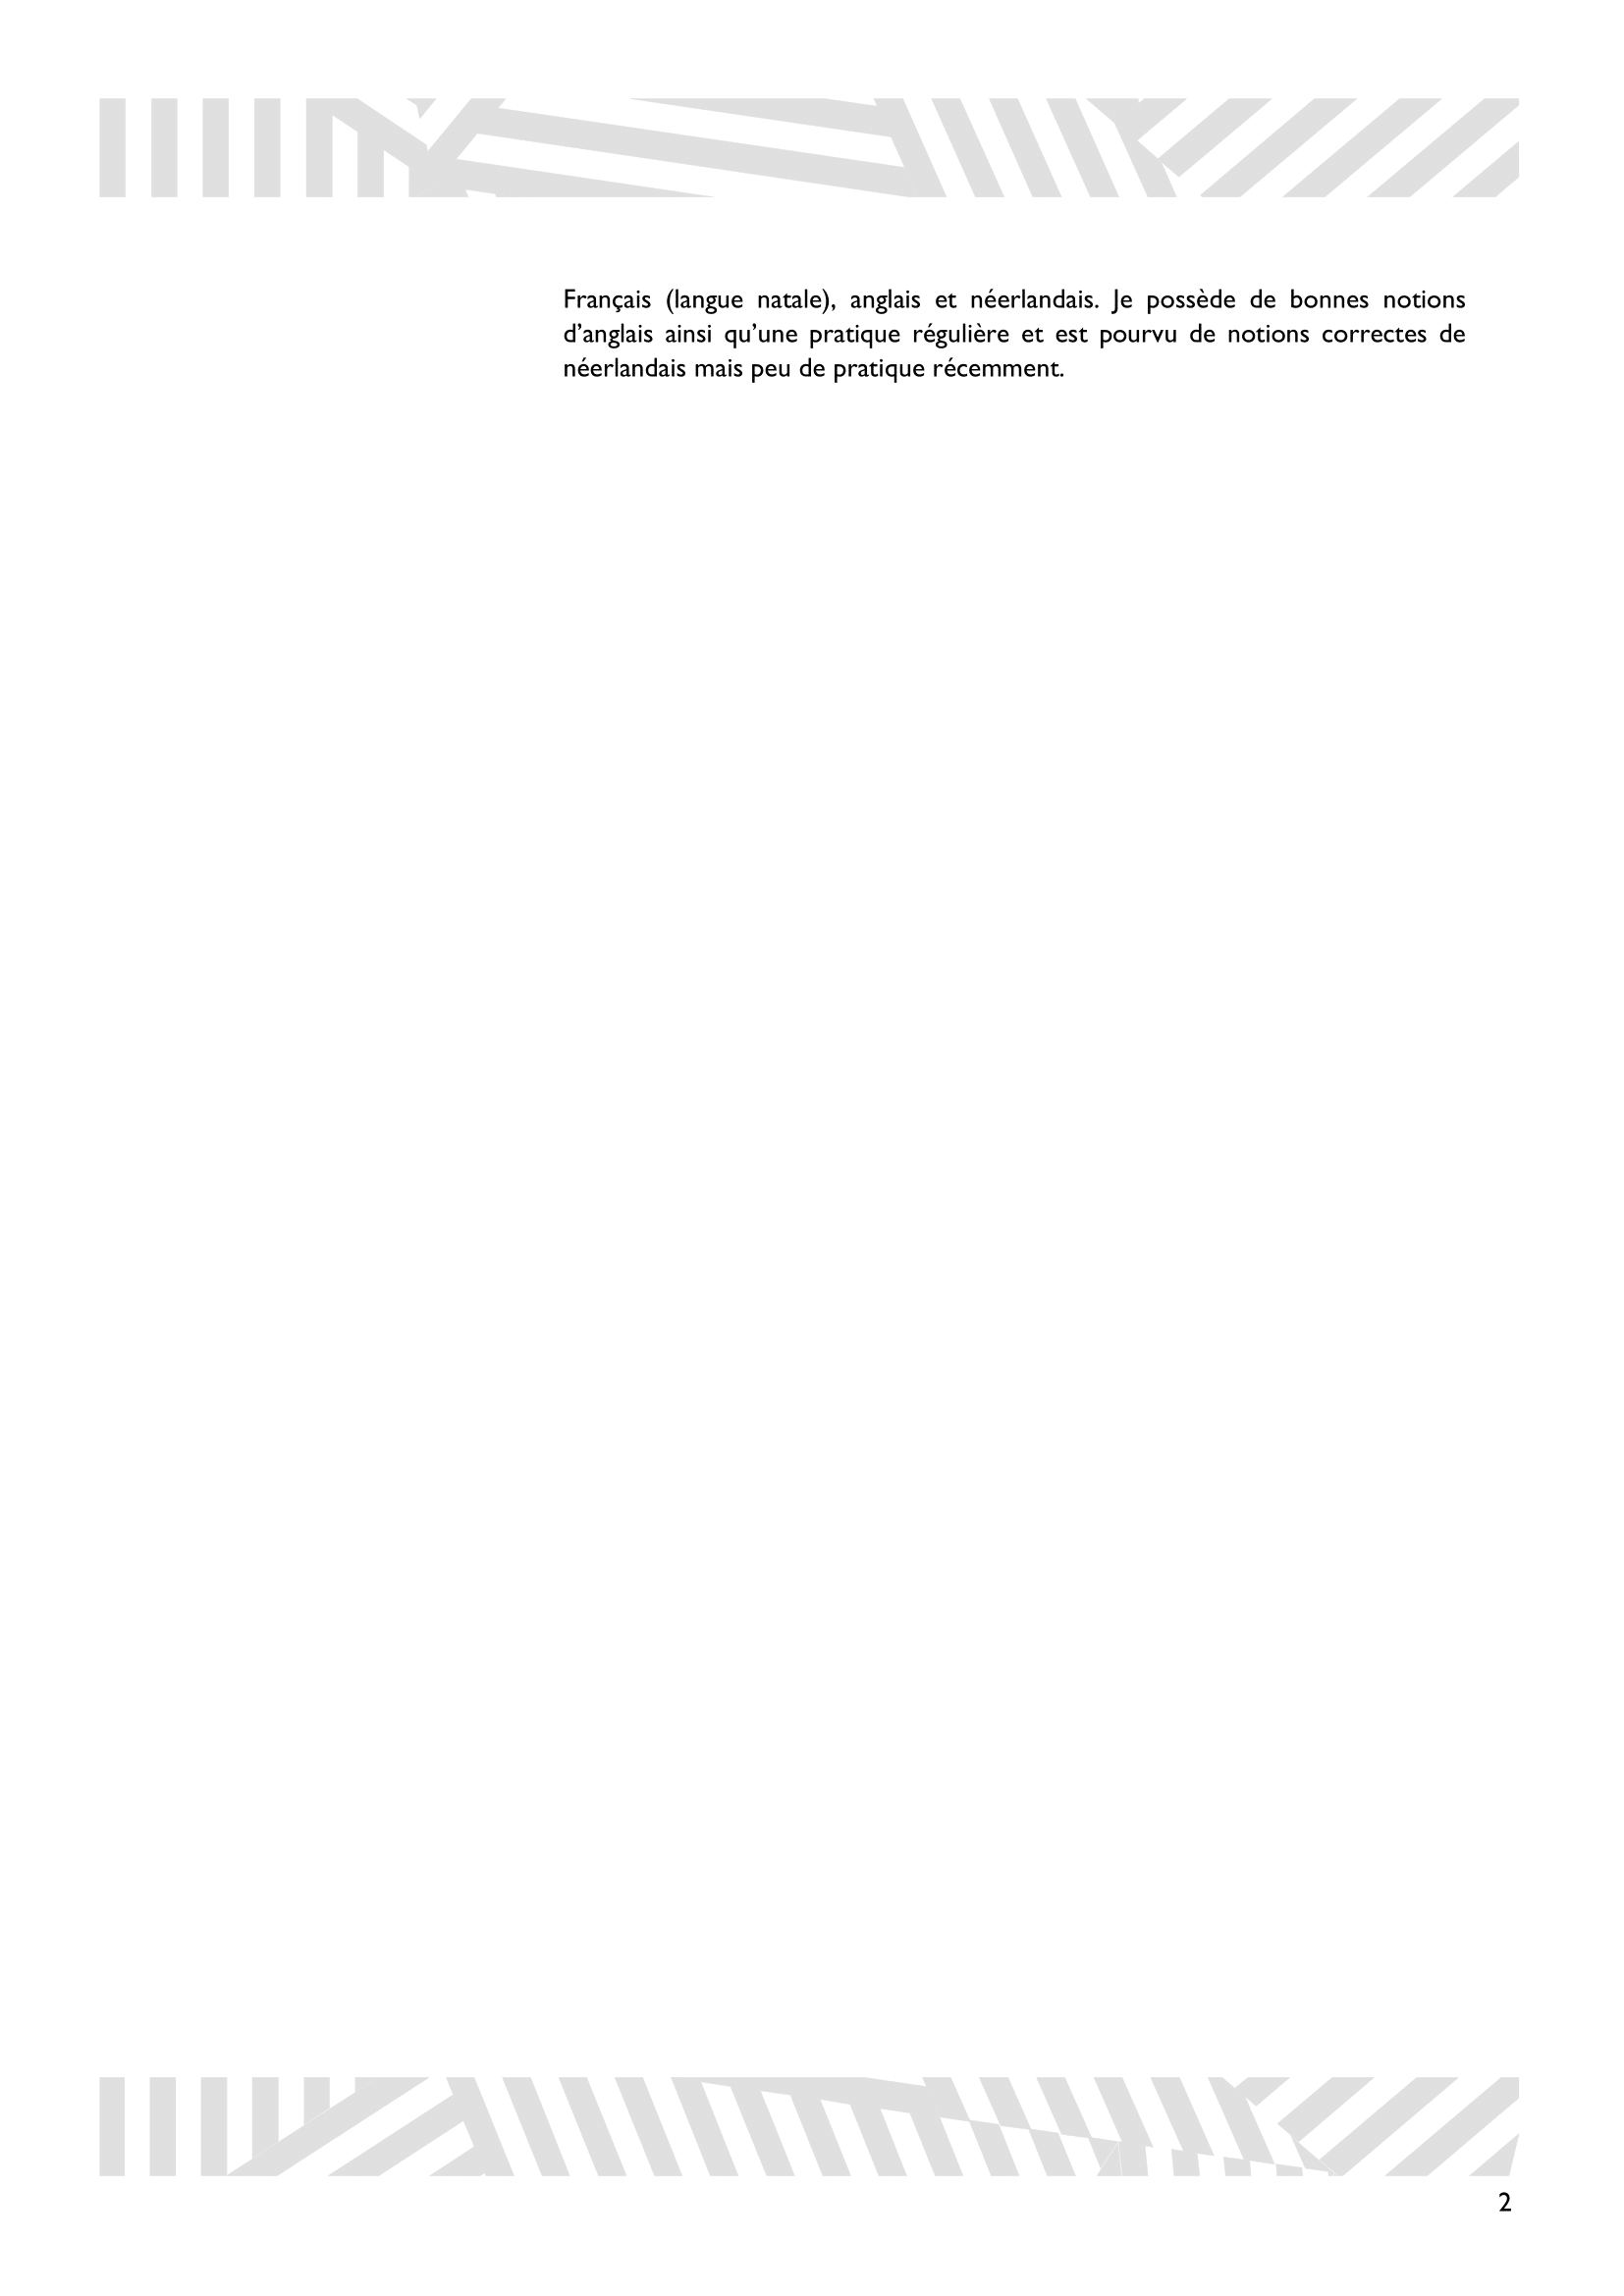 Français (langue natale), anglais et néerlandais. Je possède de bonnes notions
d’anglais ainsi qu’une pratique régulière et est pourvu de notions correctes de
néerlandais mais peu de pratique récemment.
2